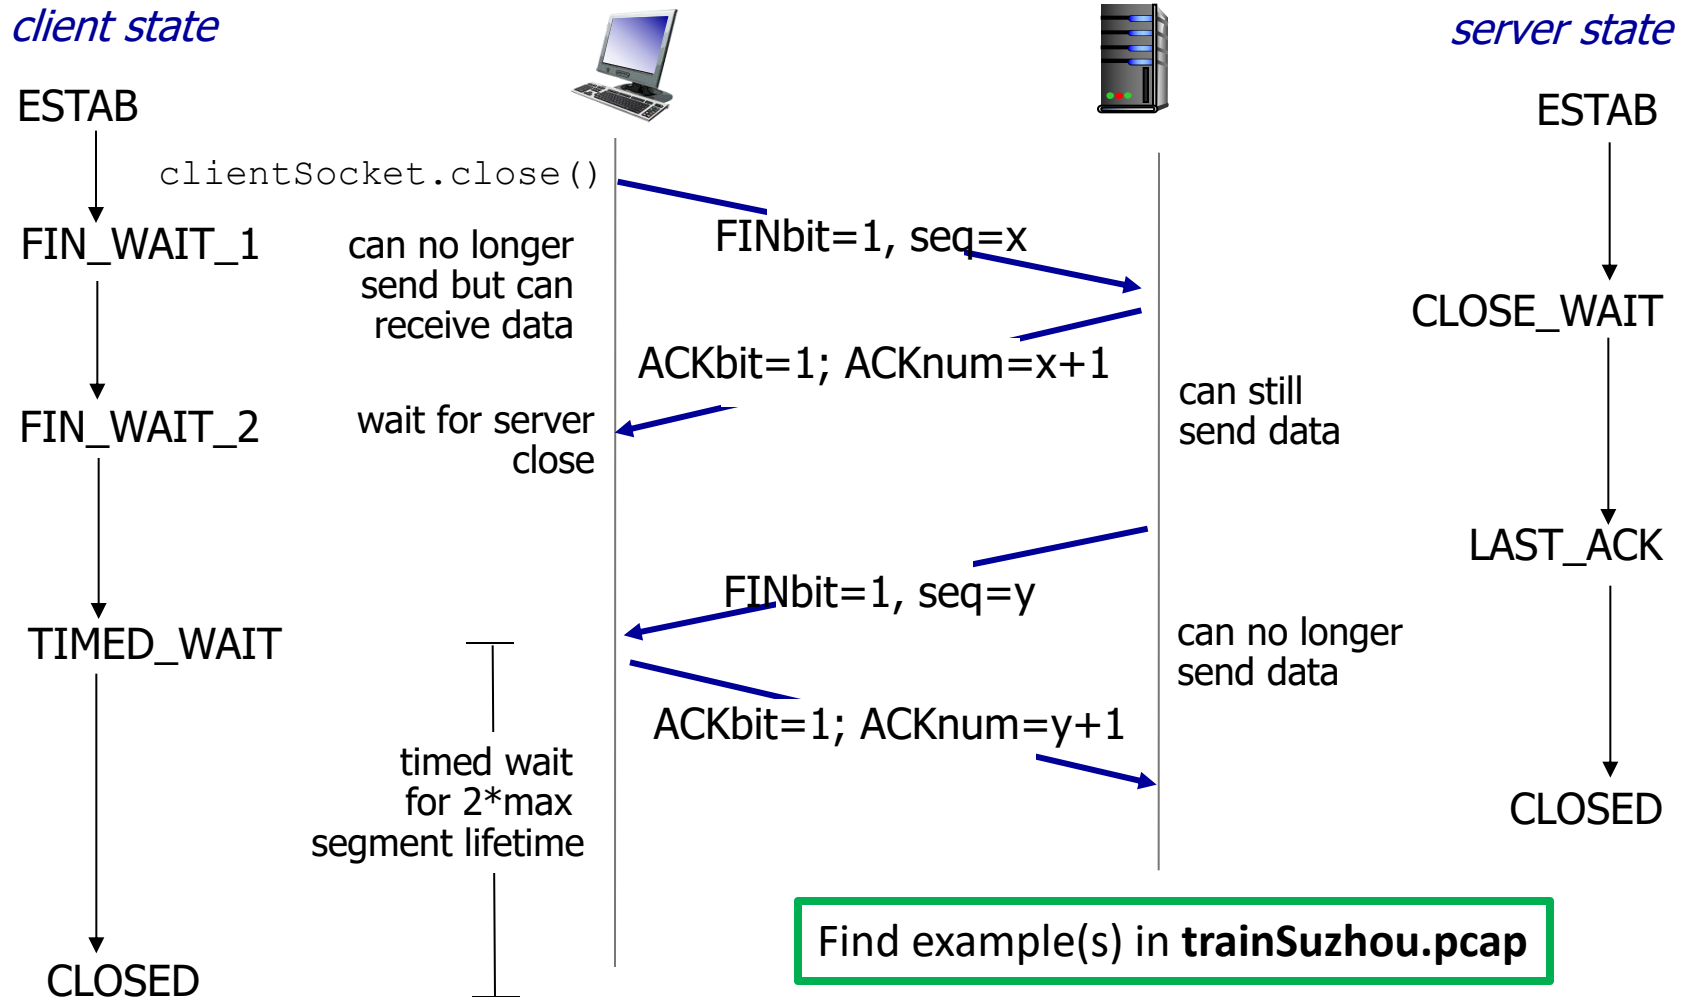 client state
server state
ESTAB
ESTAB
clientSocket.close()
FIN_WAIT_1
can no longer
send but can
receive data
FINbit=1, seq=x
CLOSE_WAIT
ACKbit=1; ACKnum=x+1
can still
send data
FIN_WAIT_2
wait for server
close
LAST_ACK
FINbit=1, seq=y
can no longer
send data
TIMED_WAIT
ACKbit=1; ACKnum=y+1
timed wait
for 2*max
segment lifetime
CLOSED
Find example(s) in trainSuzhou.pcap
CLOSED